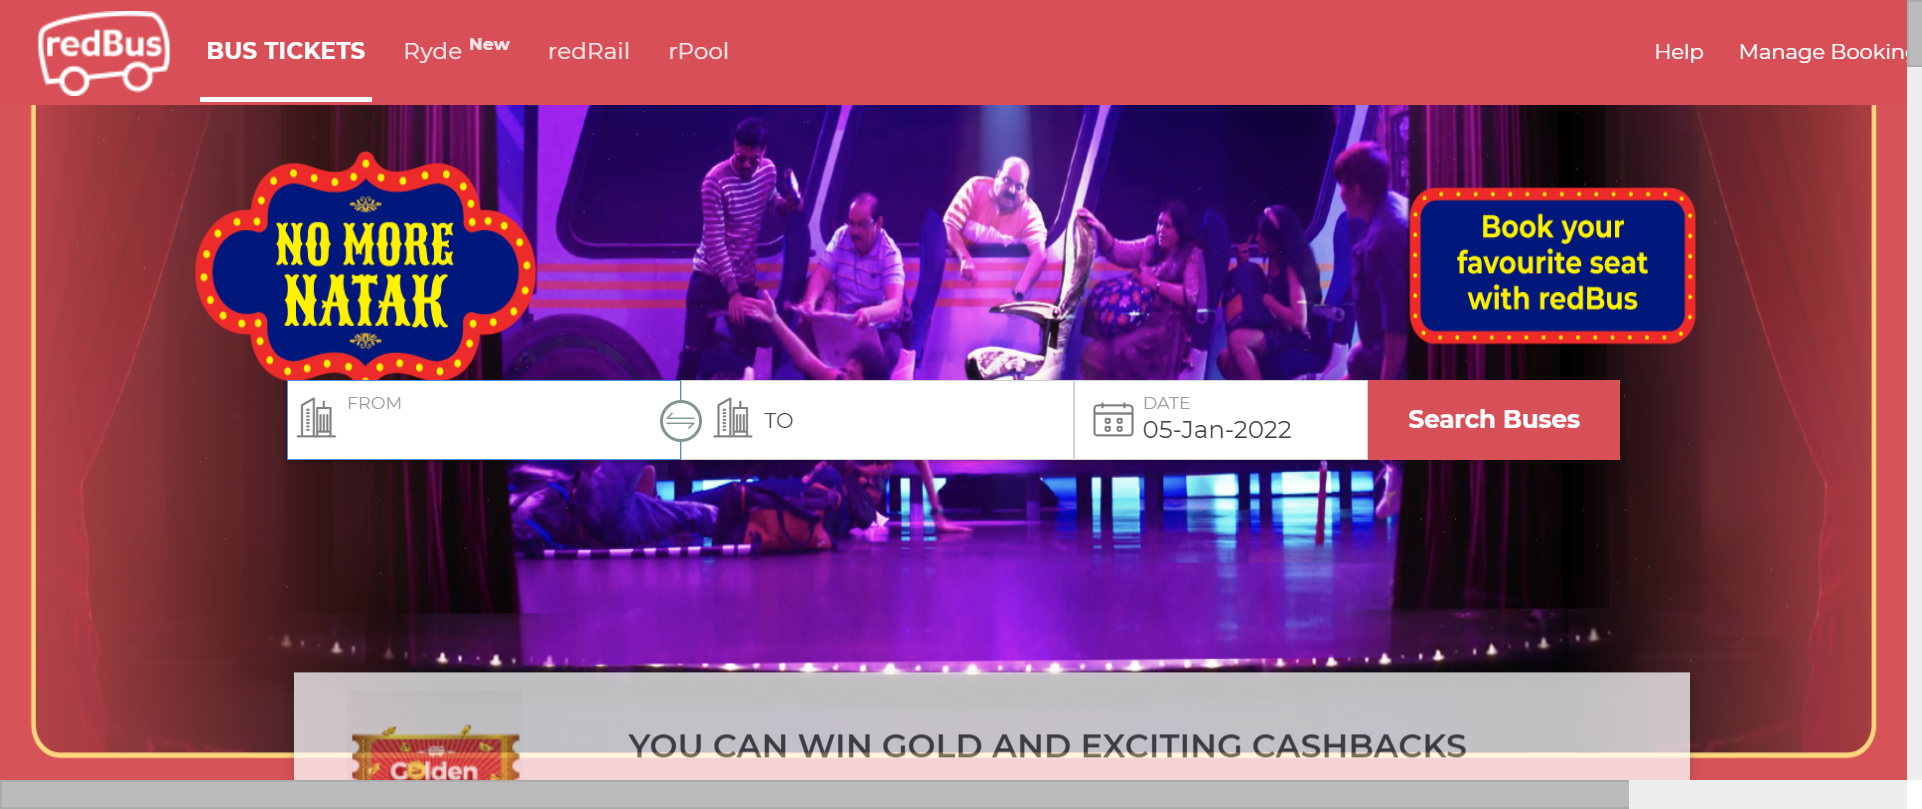 redBus
BUS TICKETS
Ryde New
redRail
rPool
Help
Manage Booking
NO MORE
NATAK
Book your
favourite seat
with redBus
FROM
TO
DATE
05-Jan-2022
Search Buses
YOU CAN WIN GOLD AND EXCITING CASHBACKS
Golden